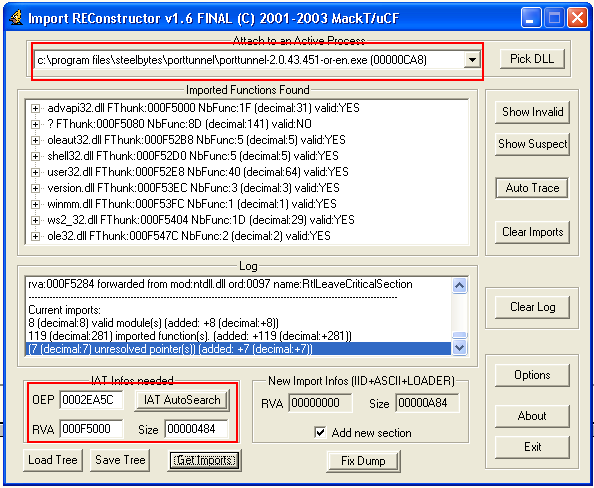 Import REConstructor v1.6 FINAL (C) 2001-2003 MackT/uCF
Attach to an Active Process
c:\program files\steelbytes\porttunnel\porttunnel-2.0.43.451-or-en.exe (00000CA8)
Pick DLL
Imported Functions Found
advapi32.dll FThunk:000F5000 NbFunc:1F (decimal:31) valid:YES
? FThunk:000F5080 NbFunc:8D (decimal:141) valid:NO
oleaut32.dll FThunk:000F52B8 NbFunc:5 (decimal:5) valid:YES
shell32.dll FThunk:000F52D0 NbFunc:5 (decimal:5) valid:YES
user32.dll FThunk:000F52E8 NbFunc:40 (decimal:64) valid:YES
version.dll FThunk:000F53EC NbFunc:3 (decimal:3) valid:YES
winmm.dll FThunk:000F53FC NbFunc:1 (decimal:1) valid:YES
ws2_32.dll FThunk:000F5404 NbFunc:1D (decimal:29) valid:YES
ole32.dll FThunk:000F547C NbFunc:2 (decimal:2) valid:YES
Show Invalid
Show Suspect
Auto Trace
Clear Imports
Log
rva:000F5284 forwarded from mod:ntdll.dll ord:0097 name:RtlLeaveCriticalSection
Current imports:
8 (decimal:8) valid module(s) (added: +8 (decimal:+8))
119 (decimal:281) imported function(s). (added: +119 (decimal:+281))
(7 (decimal:7) unresolved pointer(s)) (added: +7 (decimal:+7))
Clear Log
IAT Infos needed
OEP 0002EA5C IAT AutoSearch
RVA 000F5000 Size 00000484
New Import Infos (IID+ASCII+LOADER)
RVA 00000000 Size 00000A84
Add new section
Options
About
Exit
Load Tree Save Tree Get Imports Fix Dump